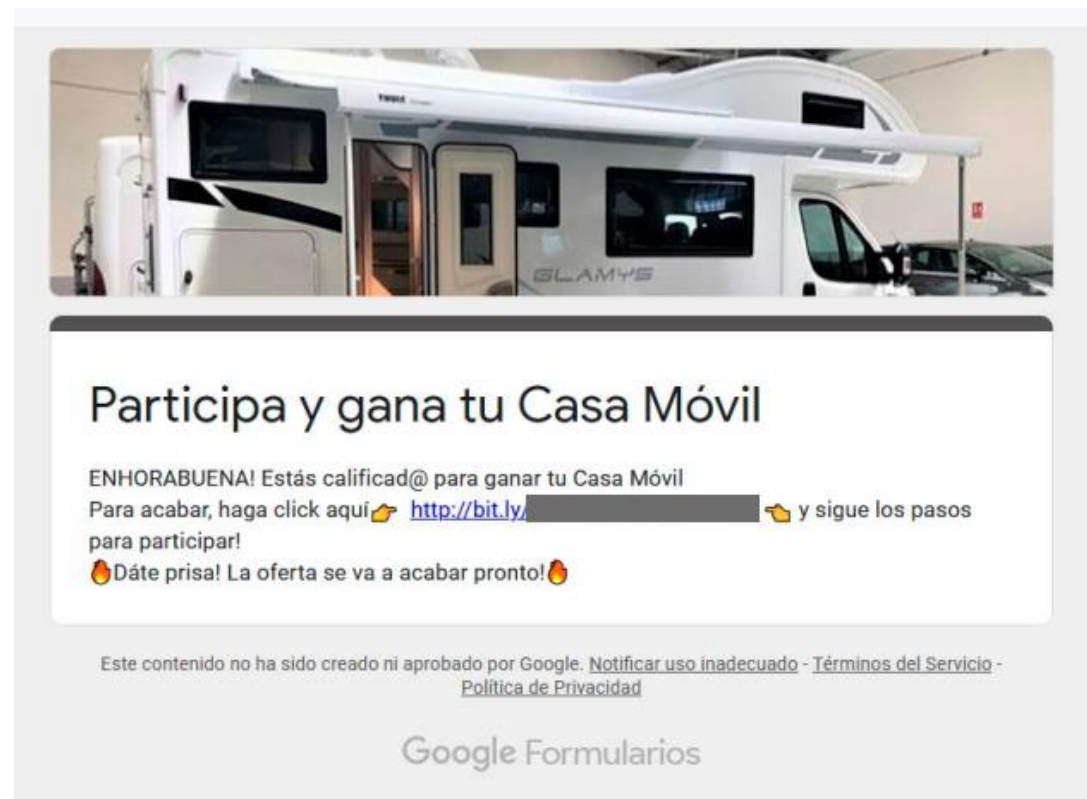 THULE
GLAMYS
Participa y gana tu Casa Móvil
ENHORABUENA! Estás calificad@ para ganar tu Casa Móvil
Para acabar, haga click aquí👉 http://bit.ly/ 👈 y sigue los pasos
para participar!
🔥Dáte prisa! La oferta se va a acabar pronto!🔥
Este contenido no ha sido creado ni aprobado por Google. Notificar uso inadecuado - Términos del Servicio -
Política de Privacidad
Google Formularios